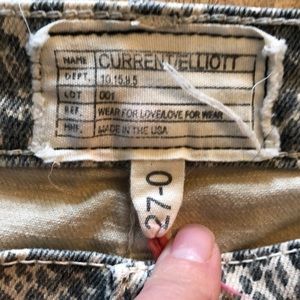 NAME CURRENT/ELLIOTT
DEPT. 10.15.9.5
LOT 001
REF. WEAR FOR LOVE/LOVE FOR WEAR
MADE IN THE USA
27-0